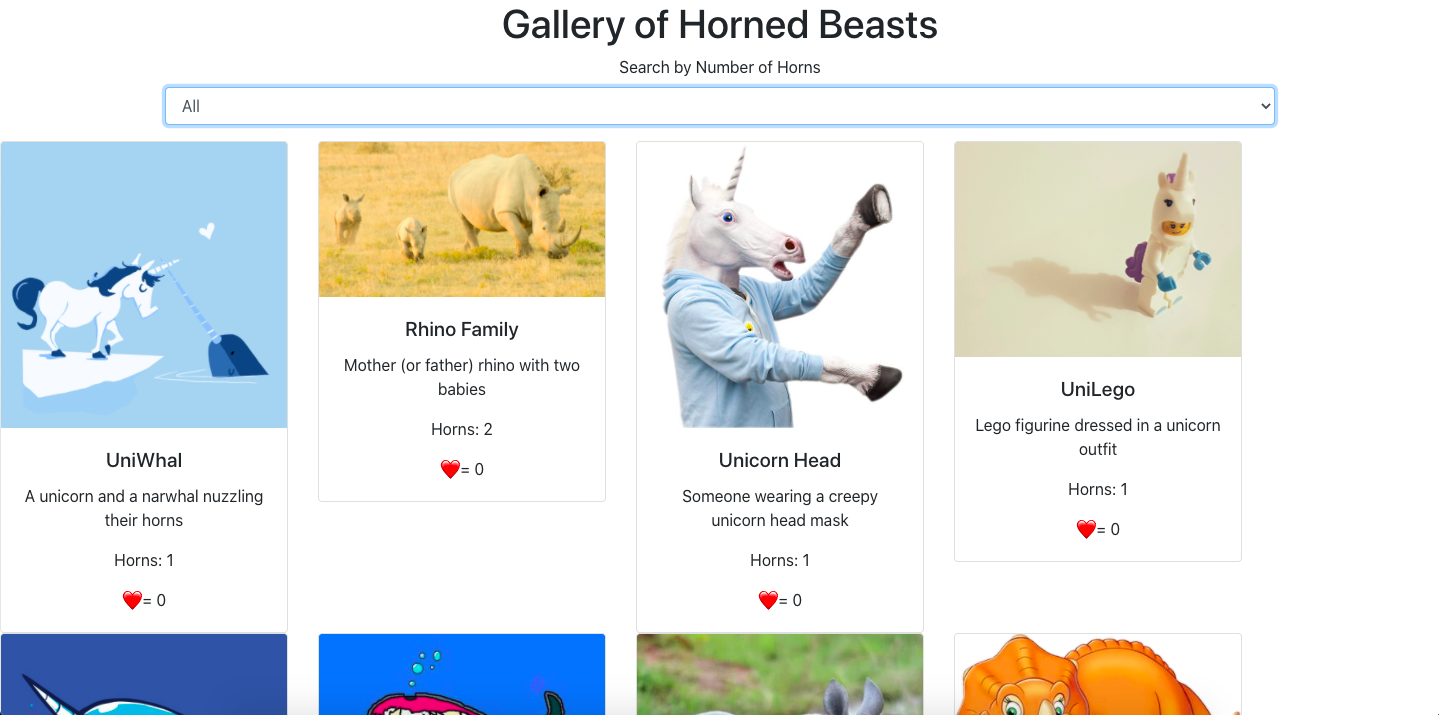 Gallery of Horned Beasts
Search by Number of Horns
All
UniWhal
A unicorn and a narwhal nuzzling
their horns
Horns: 1
❤️= 0
Rhino Family
Mother (or father) rhino with two
babies
Horns: 2
❤️= 0
Unicorn Head
Someone wearing a creepy
unicorn head mask
Horns: 1
❤️= 0
UniLego
Lego figurine dressed in a unicorn
outfit
Horns: 1
❤️= 0